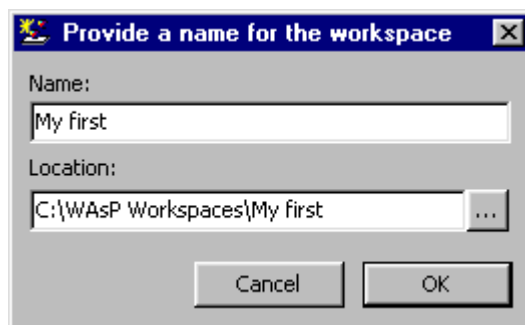 Provide a name for the workspace
Name:
My first
Location:
C:\WAsP Workspaces\My first
...
Cancel
OK